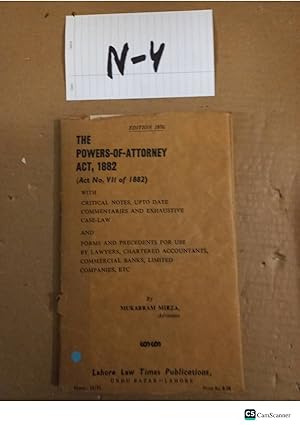 N-4
EDITION 1976
THE
POWERS-OF-ATTORNEY
ACT, 1882
(Act No. VII of 1882)
WITH
CRITICAL NOTES, UPTO DATE
COMMENTARIES AND EXHAUSTIVE
CASE-LAW
AND
FORMS AND PRECEDENTS FOR USE
BY LAWYERS, CHARTERED ACCOUNTANTS,
COMMERCIAL BANKS, LIMITED
COMPANIES, ETC
By
MUKARRAM MIRZA,
Advocate
Lahore Law Times Publications,
URDU BAZAR—LAHORE
CS CamScanner